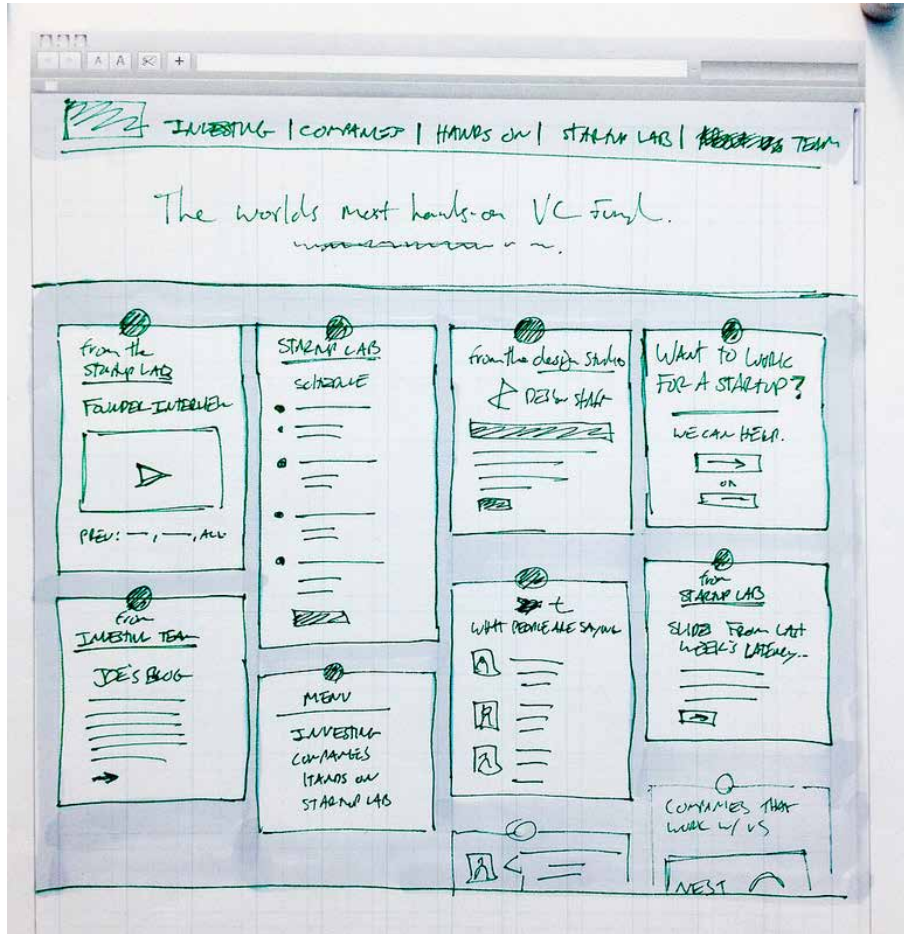 A A +
INVESTING | COMPANIES | HANDS ON | STARTUP LAB | TEAM
The worlds most hands-on VC Fund.
from the
STARTUP LAB
FOUNDER INTERVIEW
PREV: —, —, ALL
from
INVESTING TEAM
JOE'S BLOG
STARTUP LAB
SCHEDULE
MENU
INVESTING
COMPANIES
HANDS ON
STARTUP LAB
from the design studio
DESIGN STAFF
t
WHAT PEOPLE ARE SAYING
WANT TO WORK
FOR A STARTUP?
WE CAN HELP.
OR
from
STARTUP LAB
SLIDES FROM LAST
WEEK'S LATENCY...
COMPANIES THAT
WORK W/ US
NEST